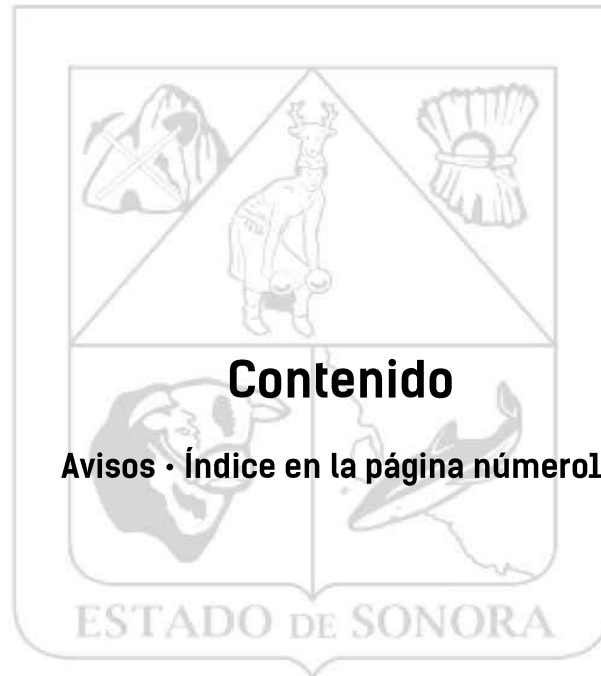 Contenido
Avisos • Índice en la página número1
ESTADO DE SONORA